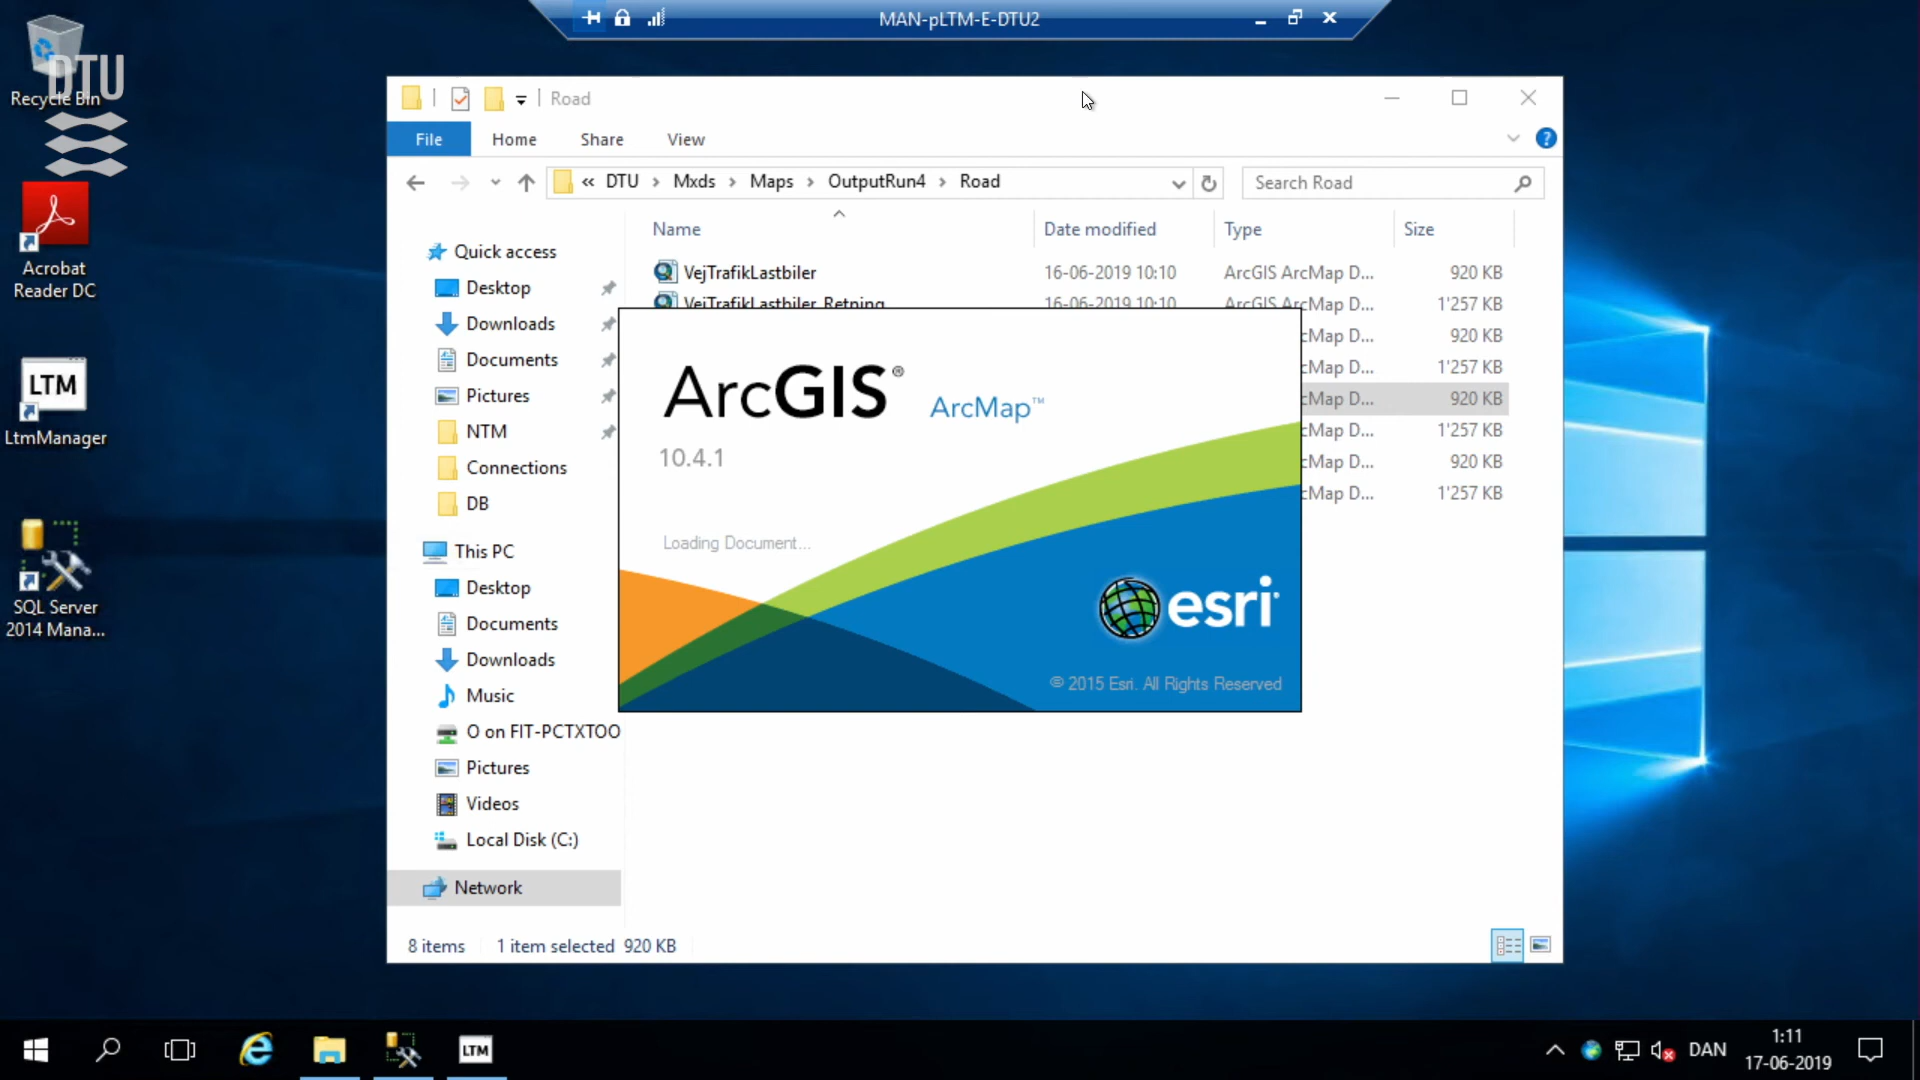 MAN-pLTM-E-DTU2
DTU
Recycle Bin
Acrobat
Reader DC
LTM
LtmManager
SQL Server
2014 Mana...
Road
File
Home
Share
View
?
« DTU > Mxds > Maps > OutputRun4 > Road
Search Road
Name
Date modified
Type
Size
VejTrafikLastbiler
16-06-2019 10:10
ArcGIS ArcMap D...
920 KB
VejTrafikLastbiler_Retning
16-06-2019 10:10
ArcGIS ArcMap D...
1'257 KB
cMap D...
920 KB
cMap D...
1'257 KB
cMap D...
920 KB
cMap D...
1'257 KB
cMap D...
920 KB
cMap D...
1'257 KB
Quick access
Desktop
Downloads
Documents
Pictures
NTM
Connections
DB
This PC
Desktop
Documents
Downloads
Music
O on FIT-PCTXTOO
Pictures
Videos
Local Disk (C:)
Network
ArcGIS® ArcMap™
10.4.1
Loading Document...
esri
© 2015 Esri. All Rights Reserved
8 items
1 item selected 920 KB
LTM
DAN
1:11
17-06-2019